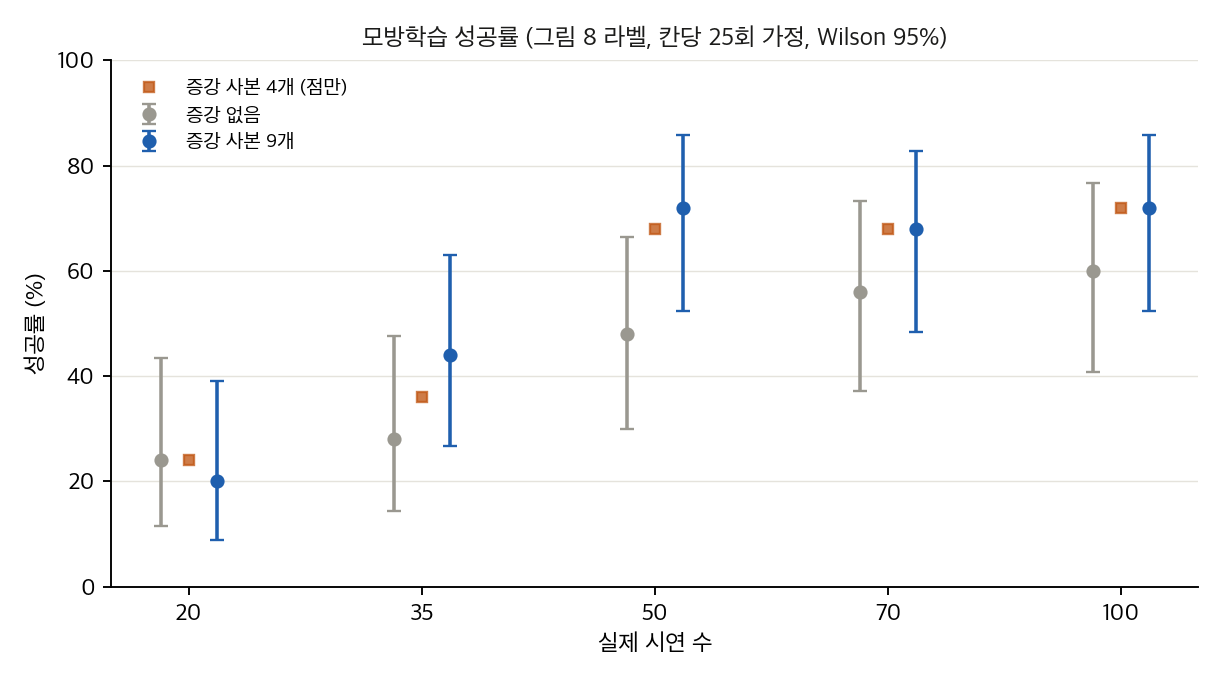 모방학습 성공률 (그림 8 라벨, 칸당 25회 가정, Wilson 95%)
증강 사본 4개 (점만)
증강 없음
증강 사본 9개
성공률 (%)
100
80
60
40
20
0
20 35 50 70 100
실제 시연 수